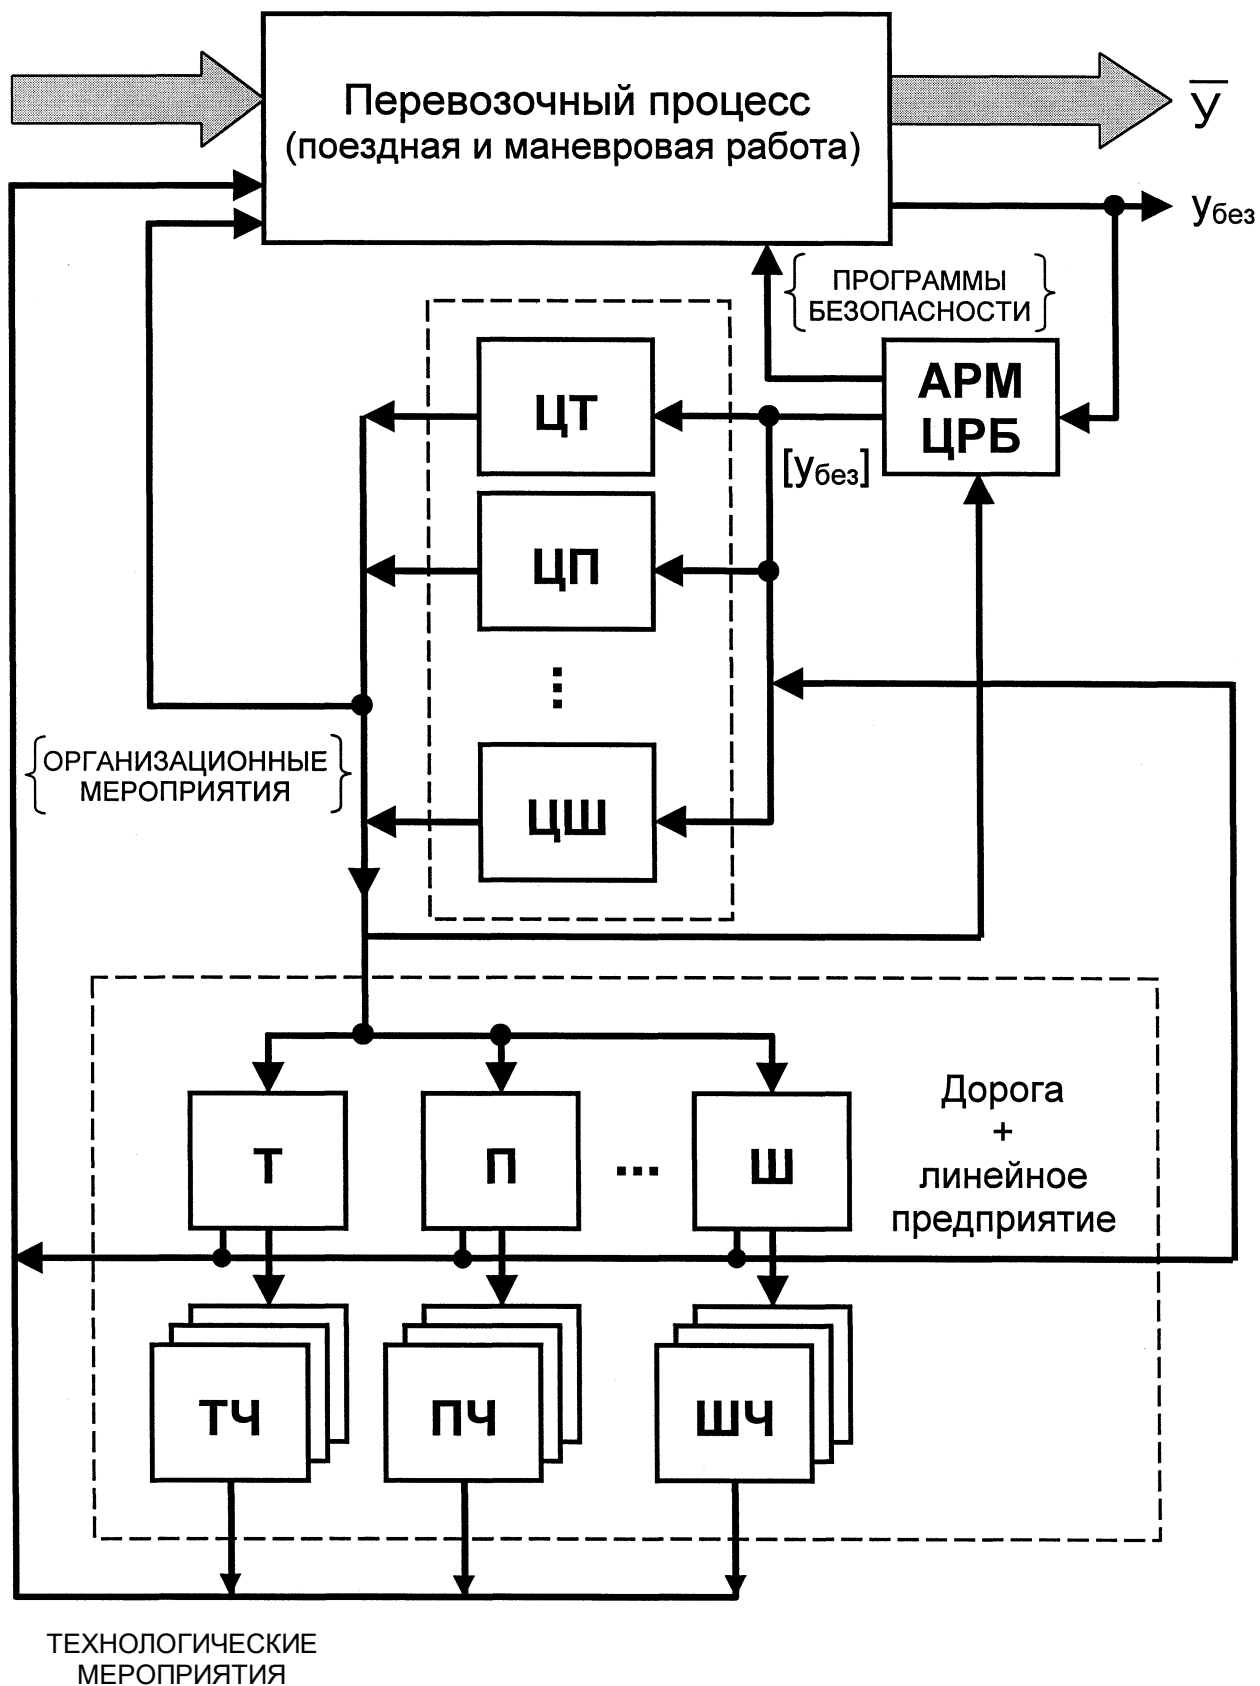 Перевозочный процесс
(поездная и маневровая работа)
У
Убез
ПРОГРАММЫ
БЕЗОПАСНОСТИ
АРМ
ЦРБ
[Убез]
ЦТ
ЦП
ЦШ
ОРГАНИЗАЦИОННЫЕ
МЕРОПРИЯТИЯ
Т
П
...
Ш
Дорога
+
линейное
предприятие
ТЧ
ПЧ
ШЧ
ТЕХНОЛОГИЧЕСКИЕ
МЕРОПРИЯТИЯ